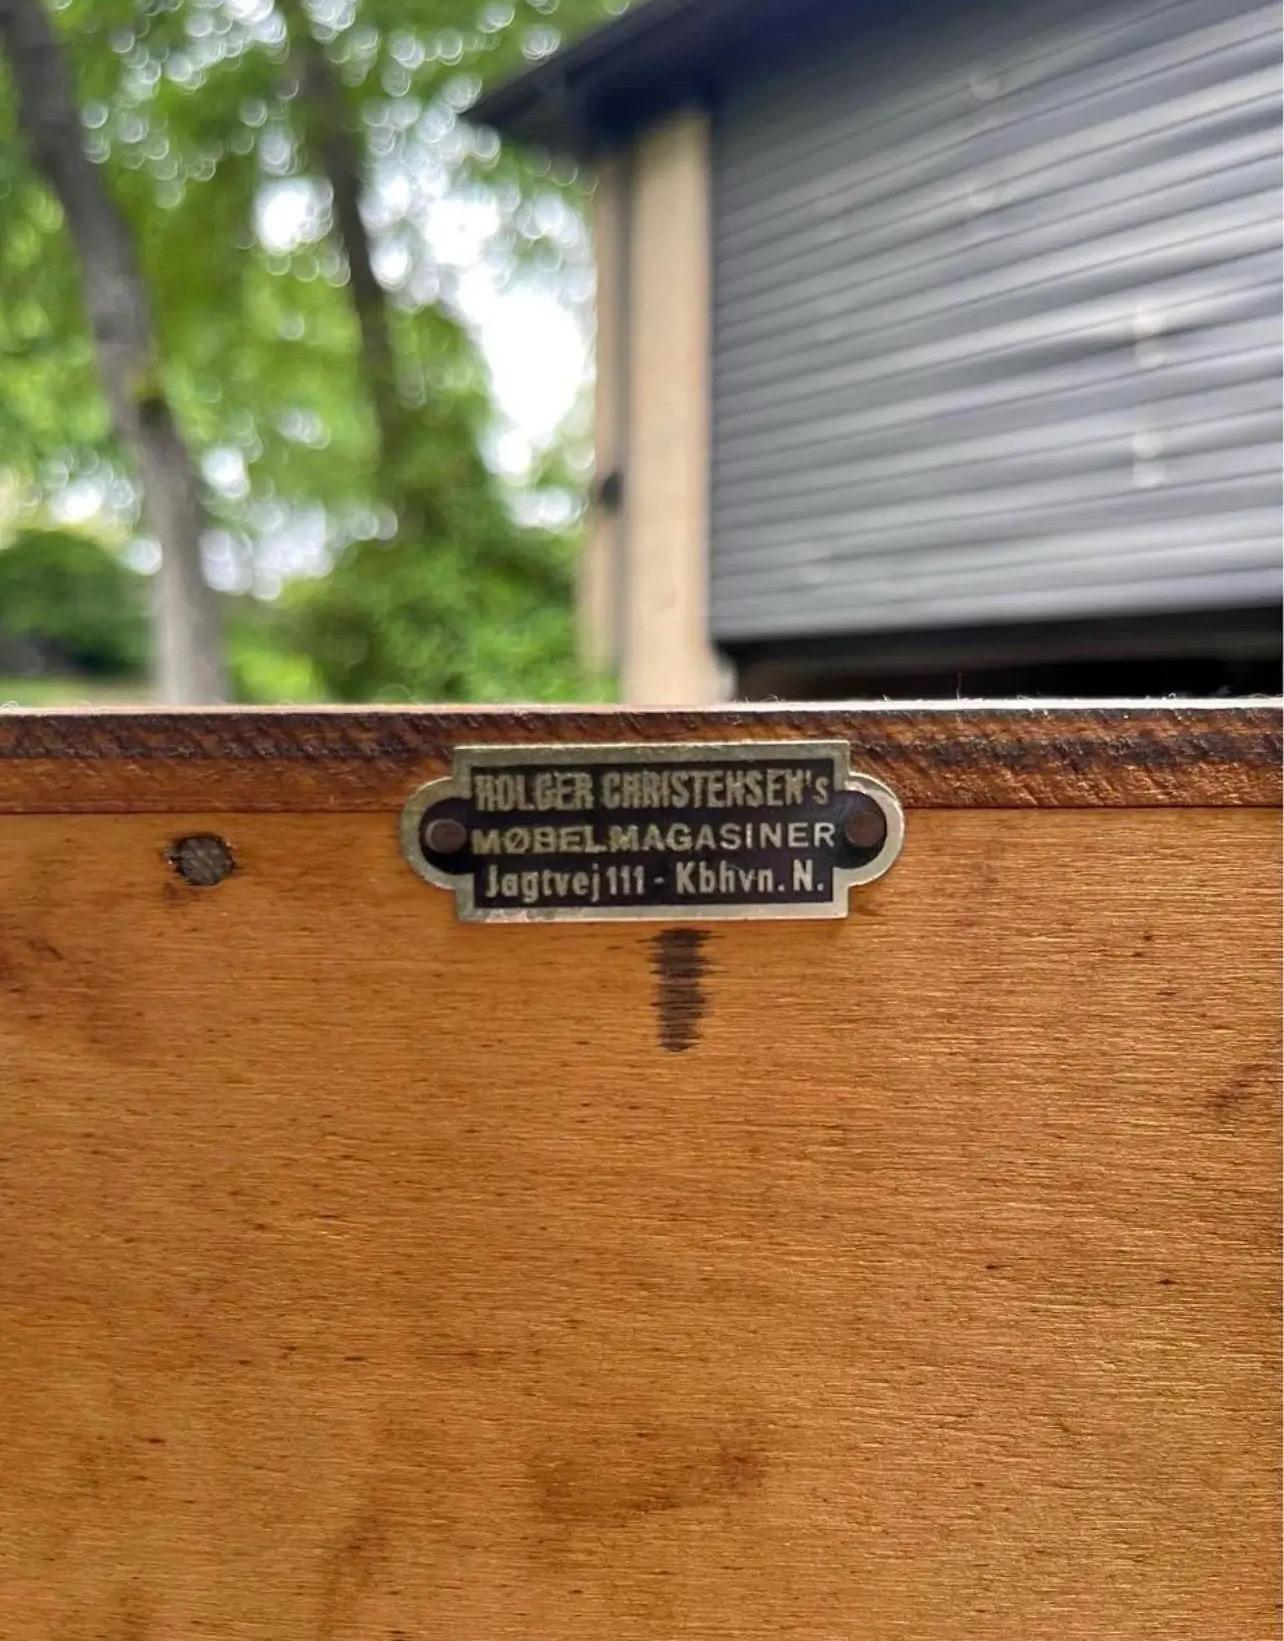 HOLGER CHRISTENSEN's
MØBELMAGASINER
Jagtvej 111 - Kbhvn. N.